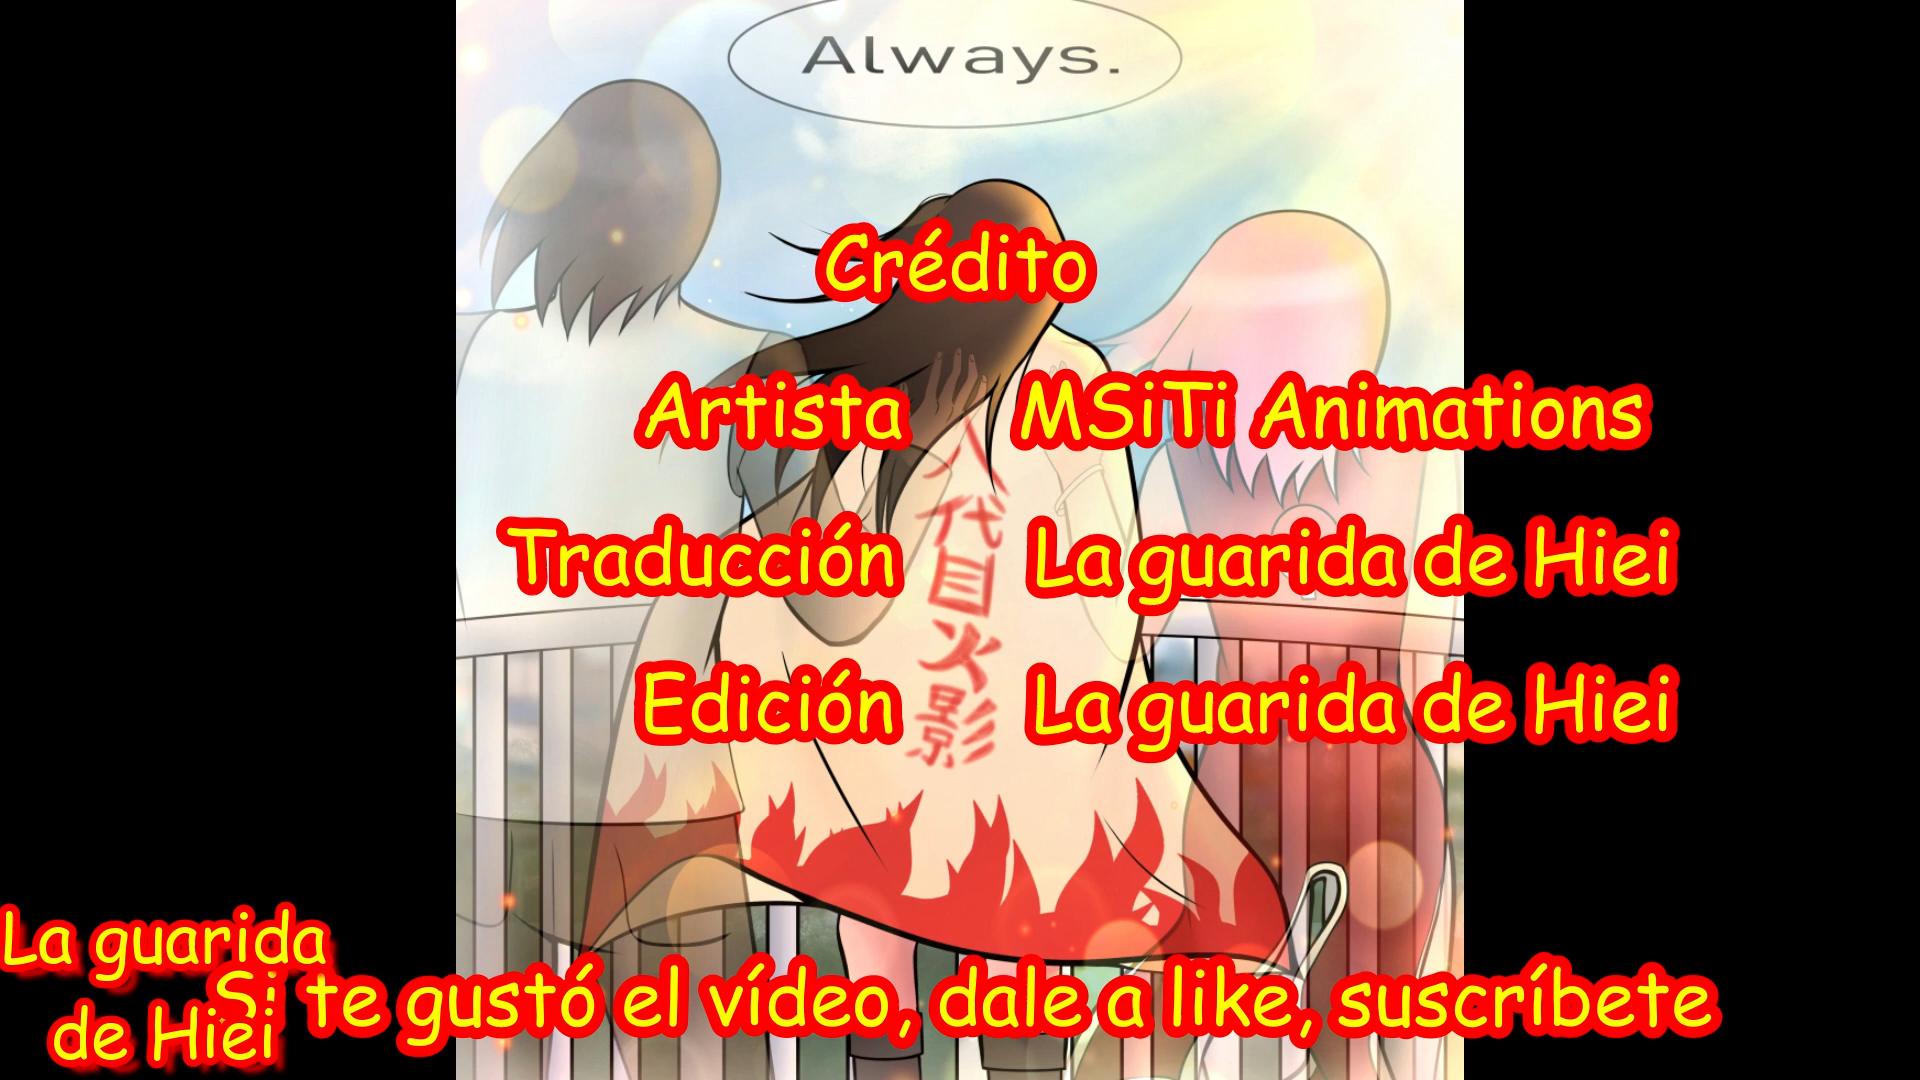 Always.
Crédito
Artista MSiTi Animations
Traducción La guarida de Hiei
Edición La guarida de Hiei
八代目火影
La guarida
de Hiei
Si te gustó el vídeo, dale a like, suscríbete